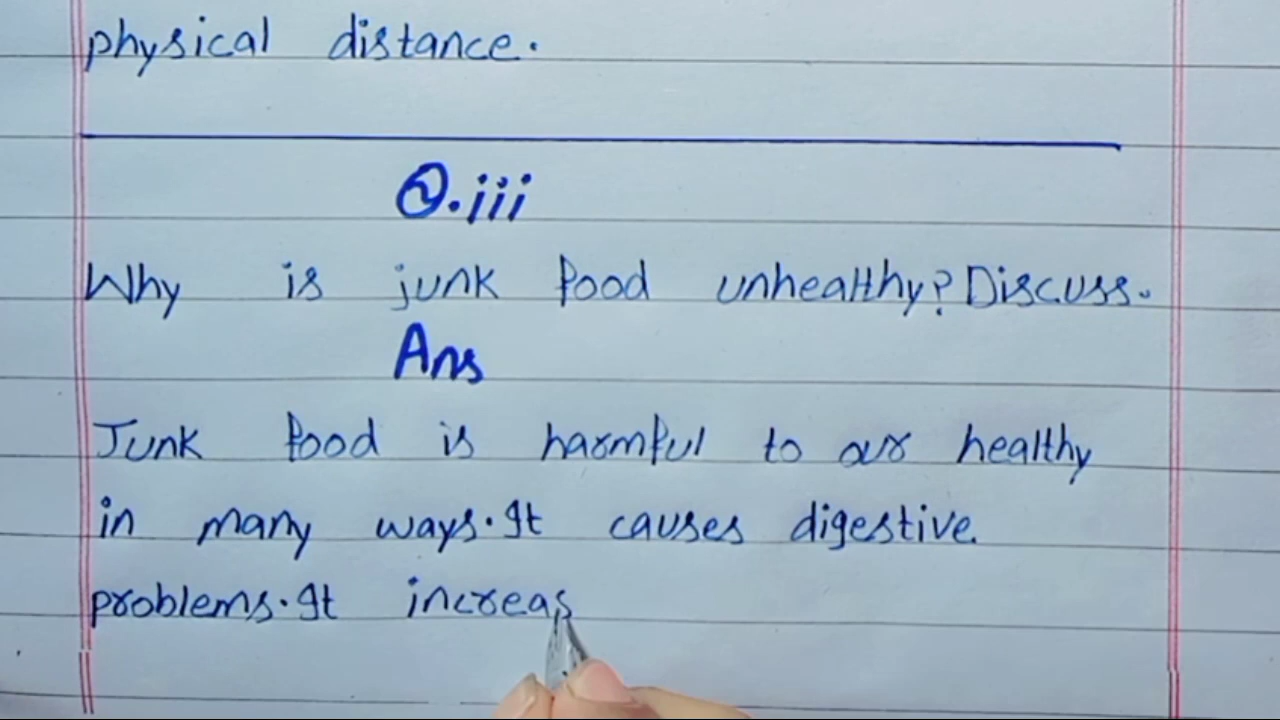 physical distance.
Q.iii
Why is junk food unhealthy? Discuss.
Ans
Junk food is harmful to our healthy
in many ways. It causes digestive
problems. It increas